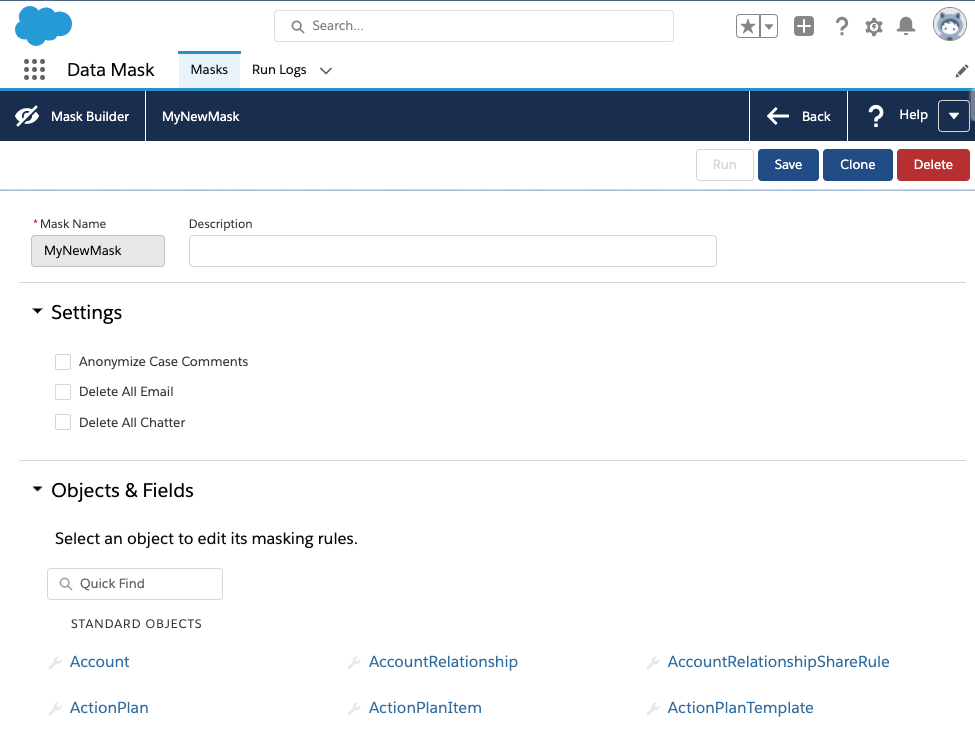 Search...
Data Mask Masks Run Logs
Mask Builder MyNewMask Back ? Help
Run Save Clone Delete
* Mask Name Description
MyNewMask
Settings
Anonymize Case Comments
Delete All Email
Delete All Chatter
Objects & Fields
Select an object to edit its masking rules.
Quick Find
STANDARD OBJECTS
Account AccountRelationship AccountRelationshipShareRule
ActionPlan ActionPlanItem ActionPlanTemplate